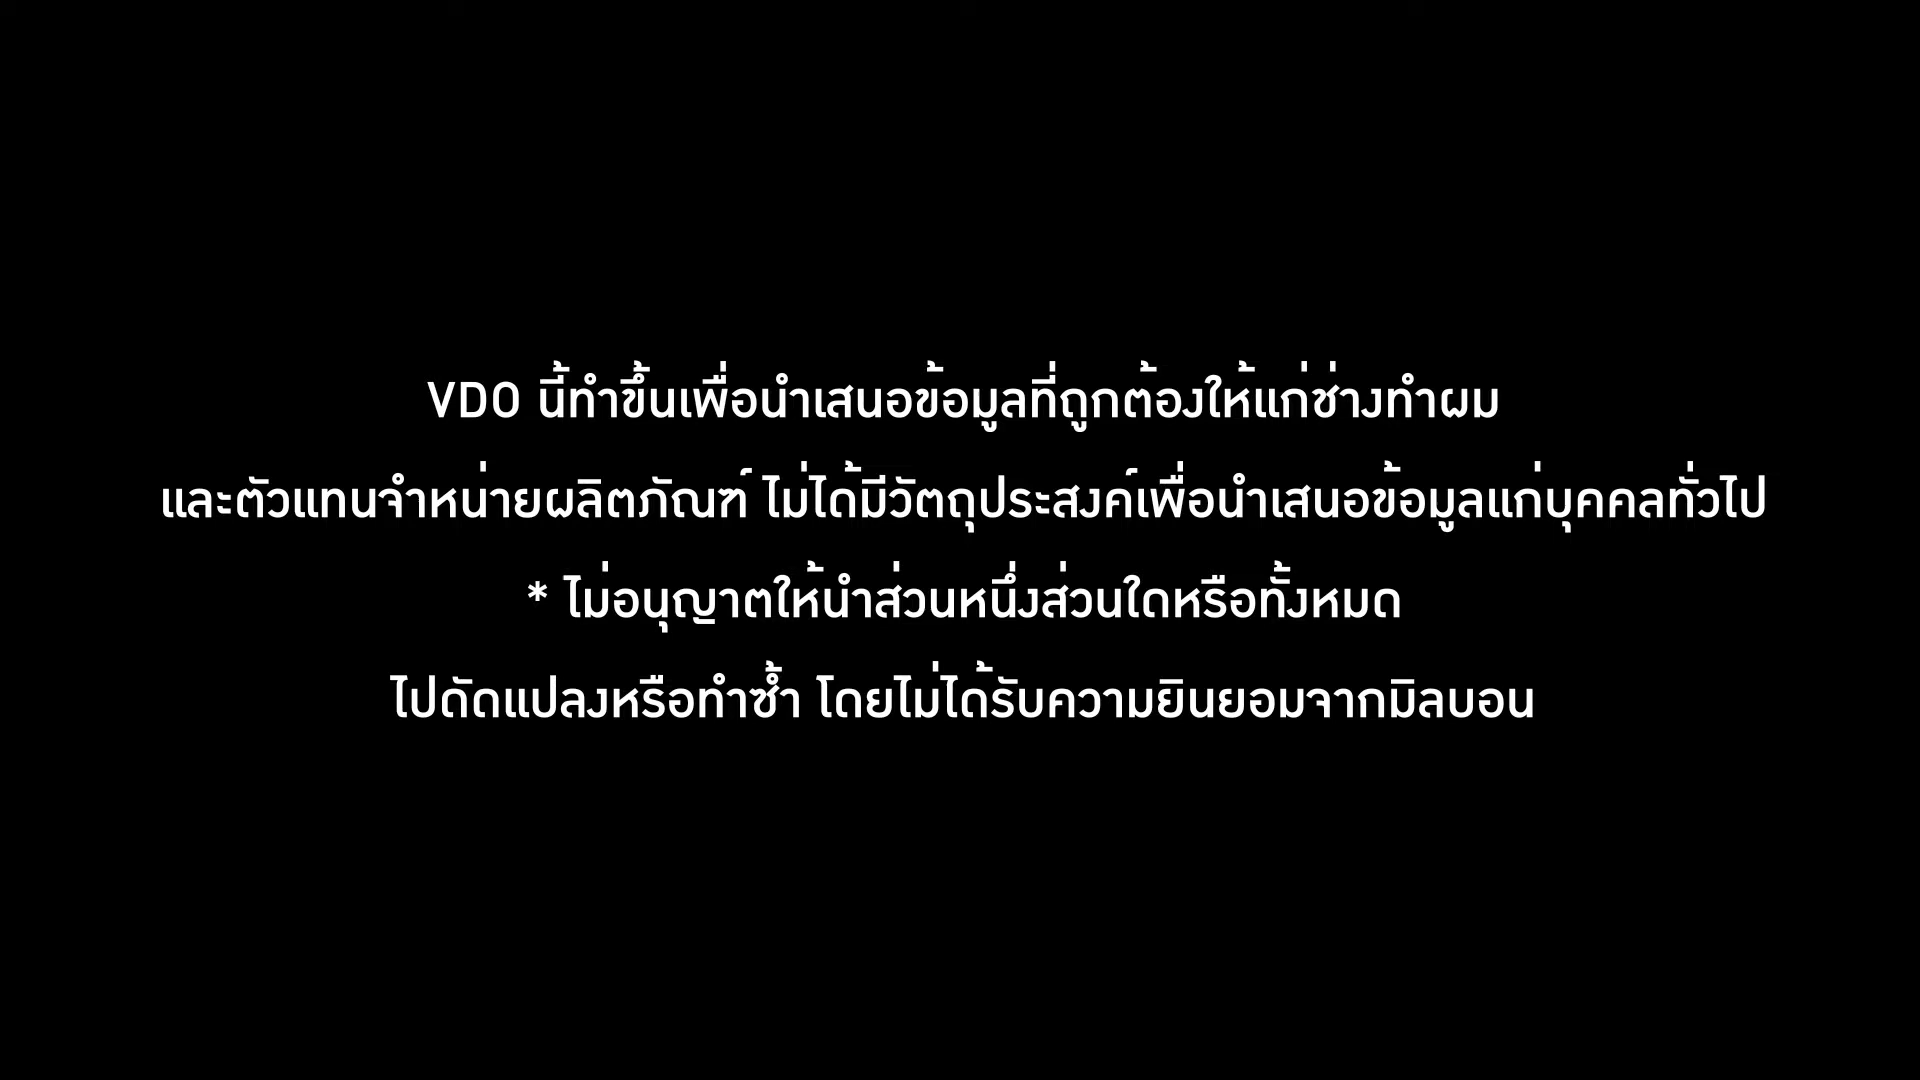 VDO นี้ทำขึ้นเพื่อนำเสนอข้อมูลที่ถูกต้องให้แก่ช่างทำผม
และตัวแทนจำหน่ายผลิตภัณฑ์ ไม่ได้มีวัตถุประสงค์เพื่อนำเสนอข้อมูลแก่บุคคลทั่วไป
* ไม่อนุญาตให้นำส่วนหนึ่งส่วนใดหรือทั้งหมด
ไปดัดแปลงหรือทำซ้ำ โดยไม่ได้รับความยินยอมจากมิลบอน